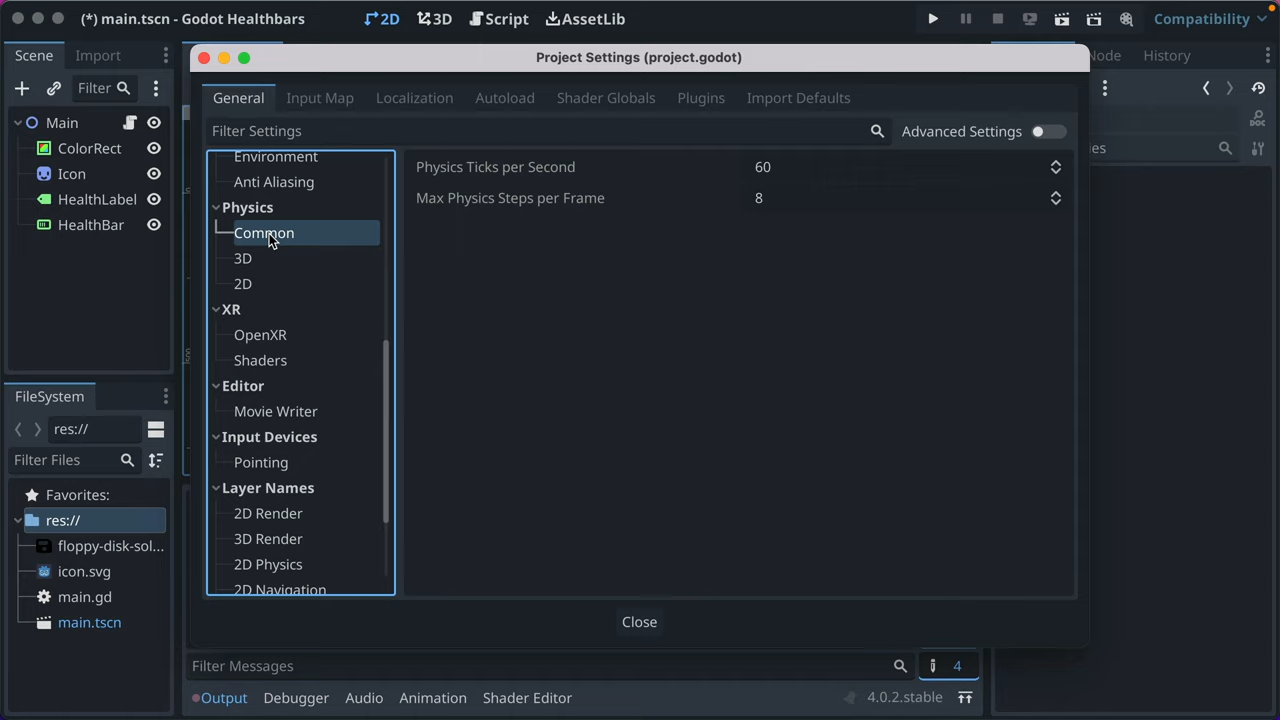 (*) main.tscn - Godot Healthbars
2D
3D
Script
AssetLib
Compatibility
Scene
Import
Node
History
Filter
Main
ColorRect
Icon
HealthLabel
HealthBar
FileSystem
res://
Filter Files
Favorites:
res://
floppy-disk-sol...
icon.svg
main.gd
main.tscn
Project Settings (project.godot)
General
Input Map
Localization
Autoload
Shader Globals
Plugins
Import Defaults
Filter Settings
Advanced Settings
Environment
Anti Aliasing
Physics
Common
3D
2D
XR
OpenXR
Shaders
Editor
Movie Writer
Input Devices
Pointing
Layer Names
2D Render
3D Render
2D Physics
2D Navigation
Physics Ticks per Second 60
Max Physics Steps per Frame 8
Close
DOC
Filter Messages
4
Output
Debugger
Audio
Animation
Shader Editor
4.0.2.stable